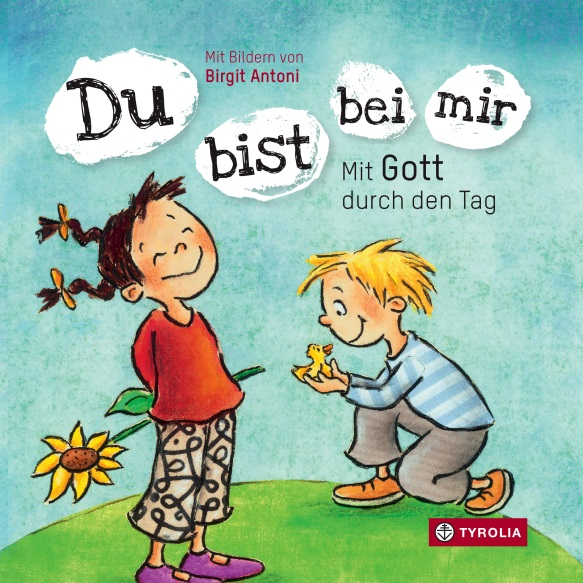 Mit Bildern von
Birgit Antoni
Du bist bei mir
Mit Gott
durch den Tag
TYROLIA